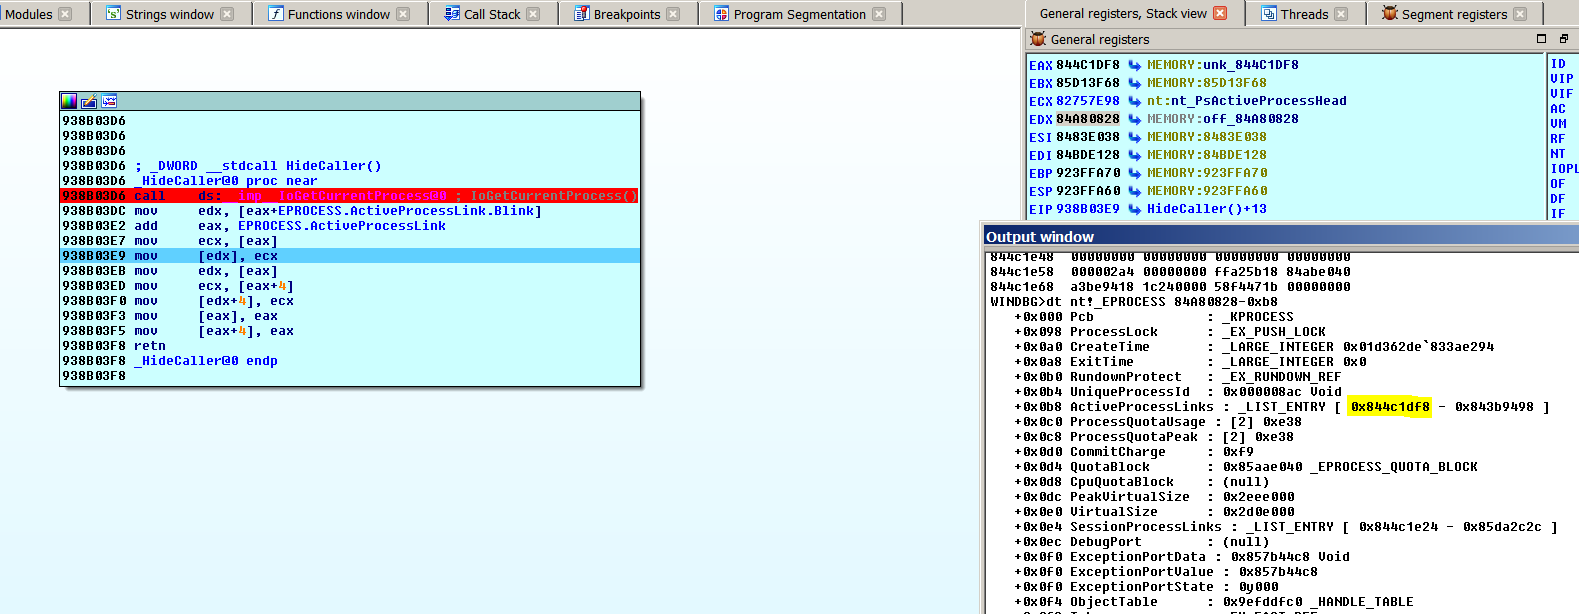 Modules
Strings window
Functions window
Call Stack
Breakpoints
Program Segmentation
General registers, Stack view
Threads
Segment registers
General registers
EAX 844C1DF8 MEMORY:unk_844C1DF8
EBX 85D13F68 MEMORY:85D13F68
ECX 82757E98 nt:nt_PsActiveProcessHead
EDX 84A80828 MEMORY:off_84A80828
ESI 8483E038 MEMORY:8483E038
EDI 84BDE128 MEMORY:84BDE128
EBP 923FFA70 MEMORY:923FFA70
ESP 923FFA60 MEMORY:923FFA60
EIP 938B03E9 HideCaller()+13
ID
VIP
VIF
AC
VM
RF
NT
IOPL
OF
DF
IF
938B03D6
938B03D6
938B03D6
938B03D6 ; _DWORD __stdcall HideCaller()
938B03D6 _HideCaller@0 proc near
938B03D6 call ds:__imp__IoGetCurrentProcess@0 ; IoGetCurrentProcess()
938B03DC mov edx, [eax+EPROCESS.ActiveProcessLink.Blink]
938B03E2 add eax, EPROCESS.ActiveProcessLink
938B03E7 mov ecx, [eax]
938B03E9 mov [edx], ecx
938B03EB mov edx, [eax]
938B03ED mov ecx, [eax+4]
938B03F0 mov [edx+4], ecx
938B03F3 mov [eax], eax
938B03F5 mov [eax+4], eax
938B03F8 retn
938B03F8 _HideCaller@0 endp
938B03F8
Output window
844c1e48 00000000 00000000 00000000 00000000
844c1e58 000002a4 00000000 ffa25b18 84abe040
844c1e68 a3be9418 1c240000 58f4471b 00000000
WINDBG>dt nt!_EPROCESS 84A80828-0xb8
+0x000 Pcb : _KPROCESS
+0x098 ProcessLock : _EX_PUSH_LOCK
+0x0a0 CreateTime : _LARGE_INTEGER 0x01d362de`833ae294
+0x0a8 ExitTime : _LARGE_INTEGER 0x0
+0x0b0 RundownProtect : _EX_RUNDOWN_REF
+0x0b4 UniqueProcessId : 0x000008ac Void
+0x0b8 ActiveProcessLinks : _LIST_ENTRY [ 0x844c1df8 - 0x843b9498 ]
+0x0c0 ProcessQuotaUsage : [2] 0xe38
+0x0c8 ProcessQuotaPeak : [2] 0xe38
+0x0d0 CommitCharge : 0xf9
+0x0d4 QuotaBlock : 0x85aae040 _EPROCESS_QUOTA_BLOCK
+0x0d8 CpuQuotaBlock : (null)
+0x0dc PeakVirtualSize : 0x2eee000
+0x0e0 VirtualSize : 0x2d0e000
+0x0e4 SessionProcessLinks : _LIST_ENTRY [ 0x844c1e24 - 0x85da2c2c ]
+0x0ec DebugPort : (null)
+0x0f0 ExceptionPortData : 0x857b44c8 Void
+0x0f0 ExceptionPortValue : 0x857b44c8
+0x0f0 ExceptionPortState : 0y000
+0x0f4 ObjectTable : 0x9efddfc0 _HANDLE_TABLE